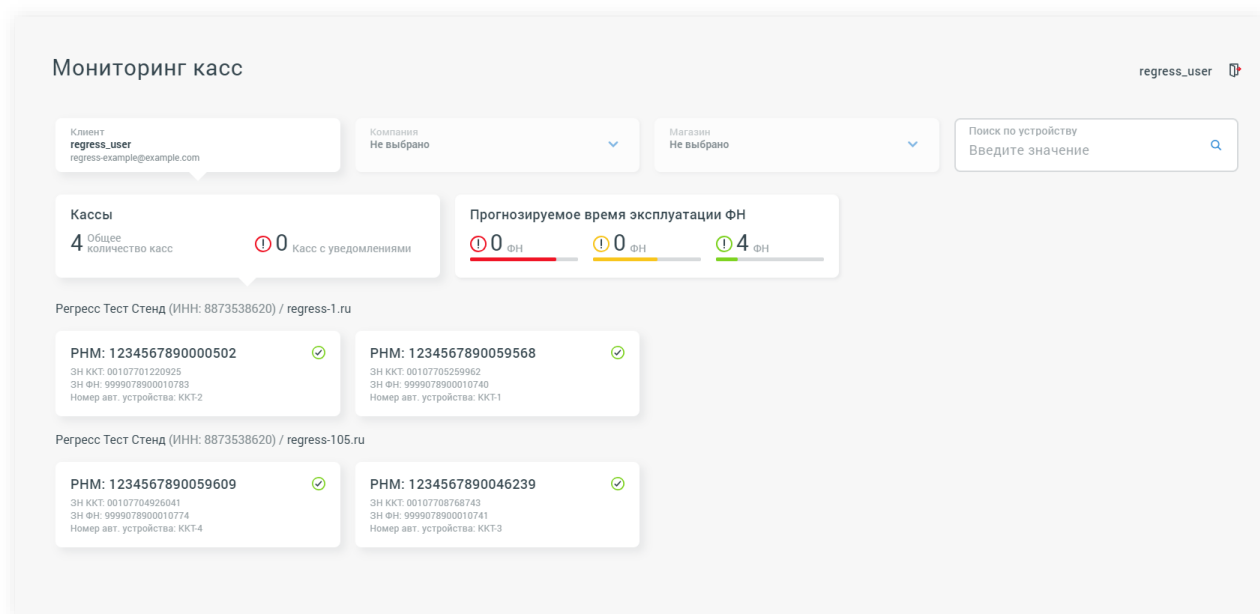 Мониторинг касс
regress_user
Клиент
regress_user
regress-example@example.com
Компания
Не выбрано
Магазин
Не выбрано
Поиск по устройству
Введите значение
Кассы
4 Общее количество касс
0 Касс с уведомлениями
Прогнозируемое время эксплуатации ФН
0 ФН
0 ФН
4 ФН
Регресс Тест Стенд (ИНН: 8873538620) / regress-1.ru
РНМ: 1234567890000502
ЗН ККТ: 00107701220925
ЗН ФН: 9999078900010783
Номер авт. устройства: ККТ-2
РНМ: 1234567890059568
ЗН ККТ: 00107705259962
ЗН ФН: 9999078900010740
Номер авт. устройства: ККТ-1
Регресс Тест Стенд (ИНН: 8873538620) / regress-105.ru
РНМ: 1234567890059609
ЗН ККТ: 00107704926041
ЗН ФН: 9999078900010774
Номер авт. устройства: ККТ-4
РНМ: 1234567890046239
ЗН ККТ: 00107708768743
ЗН ФН: 9999078900010741
Номер авт. устройства: ККТ-3